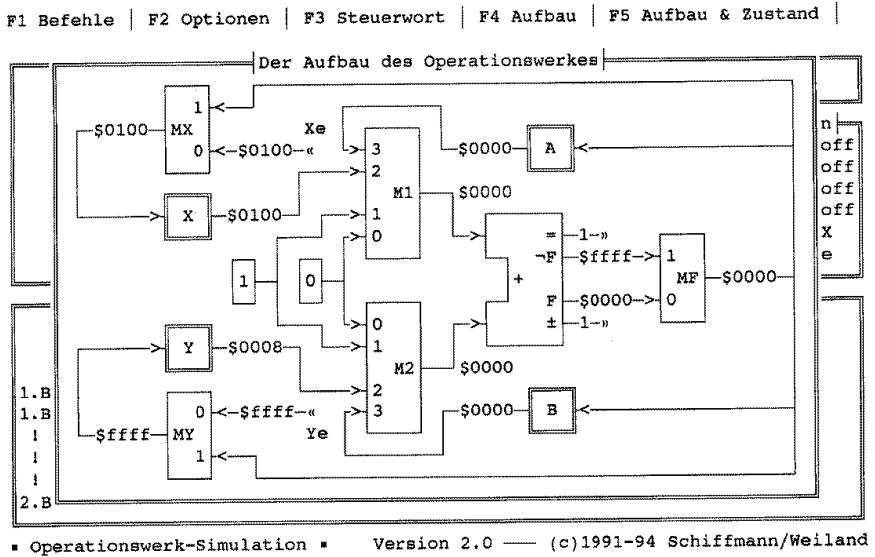 F1 Befehle | F2 Optionen | F3 Steuerwort | F4 Aufbau | F5 Aufbau & Zustand |
Der Aufbau des Operationswerkes
1
$0100 MX Xe
0 $0100 «
3 $0000 A
2
X $0100 M1 $0000
1
0
n
off
off
off
off
X
e
= 1 »
¬F $ffff 1
MF $0000
1 0 +
F $0000 0
± 1 »
0
Y $0008 1
M2 $0000
2
0 $ffff « 3 $0000 B
$ffff MY Ye
1
1.B
1.B
!
!
!
2.B
▪ Operationswerk-Simulation ▪ Version 2.0 —— (c)1991-94 Schiffmann/Weiland